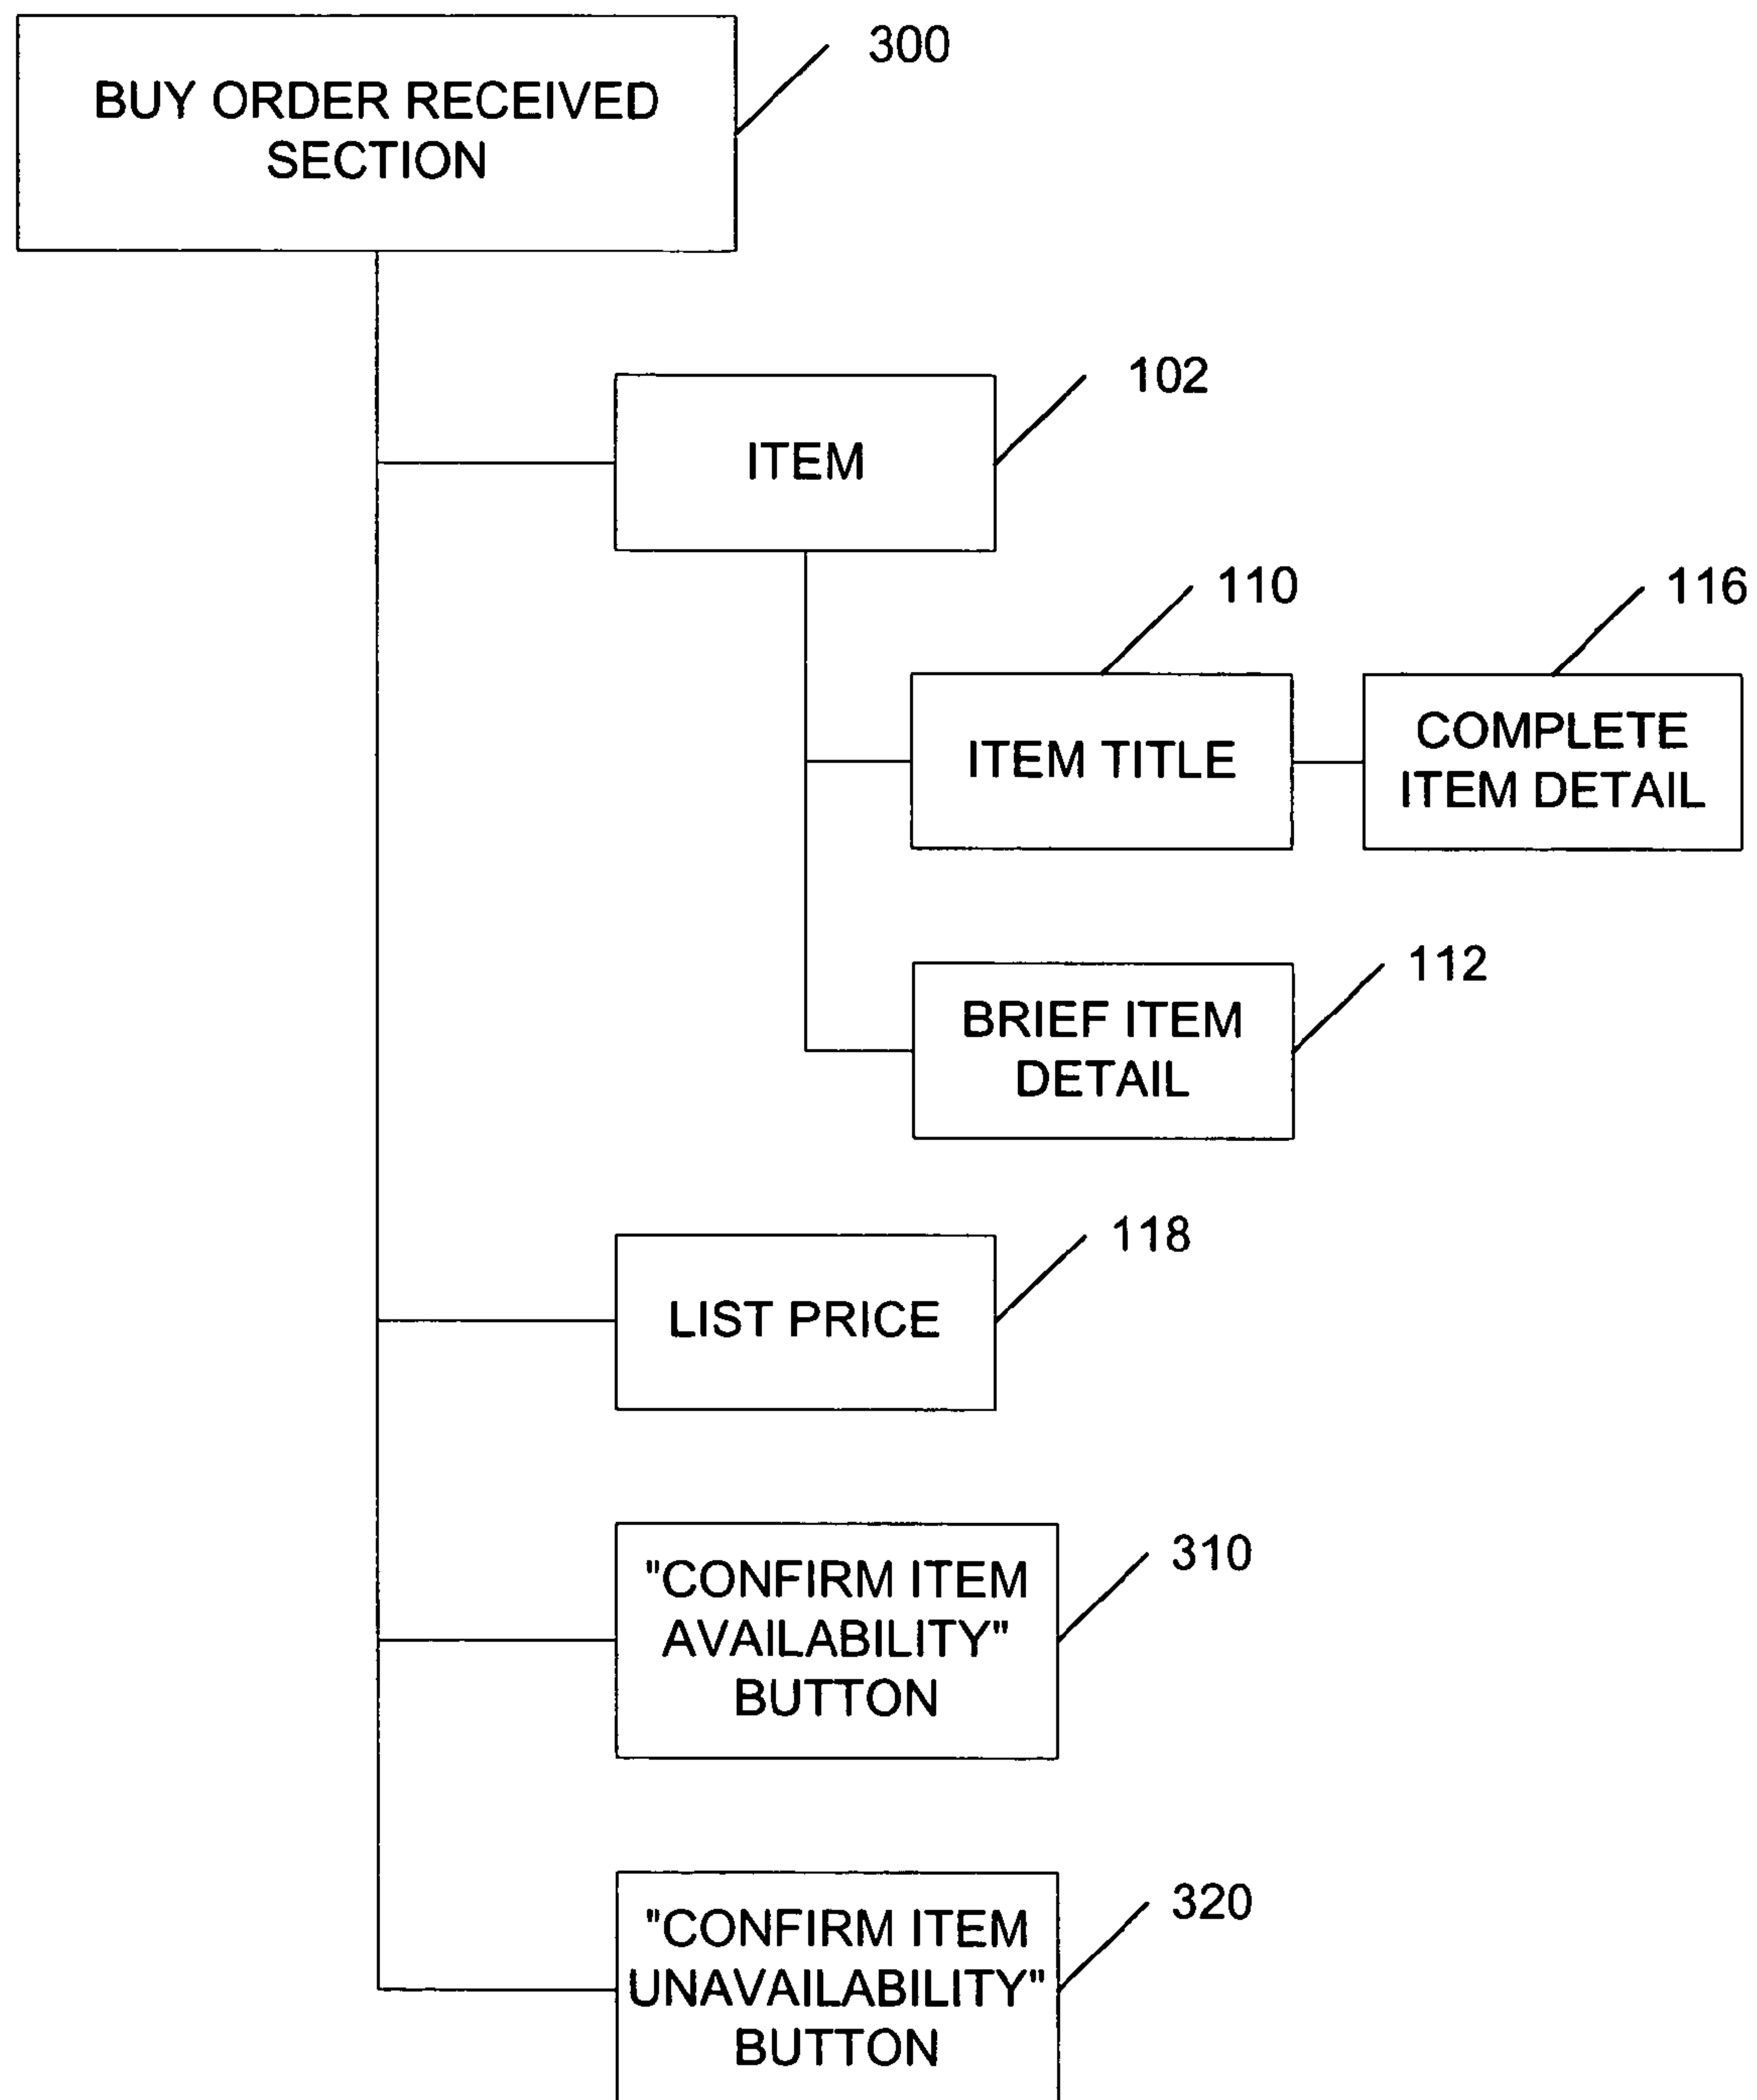 300
BUY ORDER RECEIVED
SECTION
102
ITEM
110
116
ITEM TITLE
COMPLETE
ITEM DETAIL
112
BRIEF ITEM
DETAIL
118
LIST PRICE
310
"CONFIRM ITEM
AVAILABILITY"
BUTTON
320
"CONFIRM ITEM
UNAVAILABILITY"
BUTTON